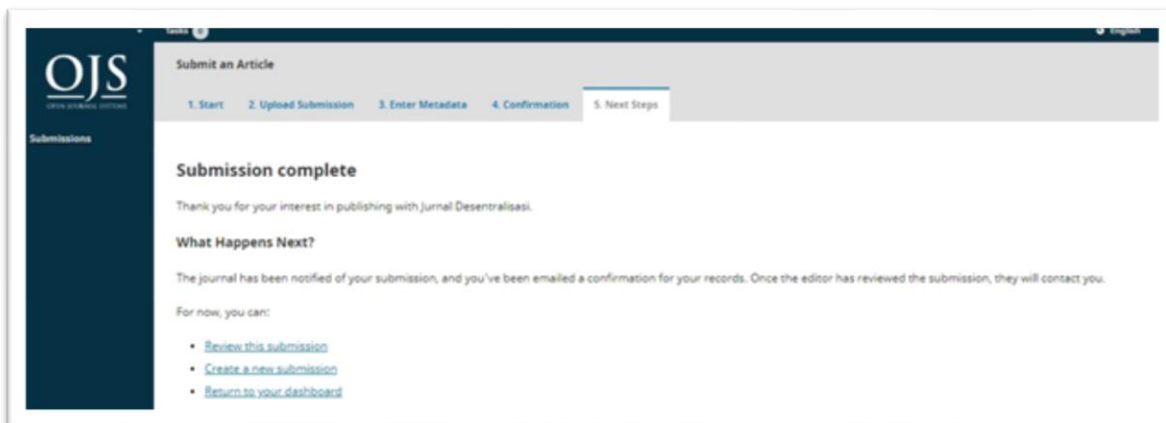 Tasks
English
OJS
OPEN JOURNAL SYSTEMS
Submissions
Submit an Article
1. Start 2. Upload Submission 3. Enter Metadata 4. Confirmation 5. Next Steps
Submission complete
Thank you for your interest in publishing with Jurnal Desentralisasi.
What Happens Next?
The journal has been notified of your submission, and you've been emailed a confirmation for your records. Once the editor has reviewed the submission, they will contact you.
For now, you can:
Review this submission
Create a new submission
Return to your dashboard